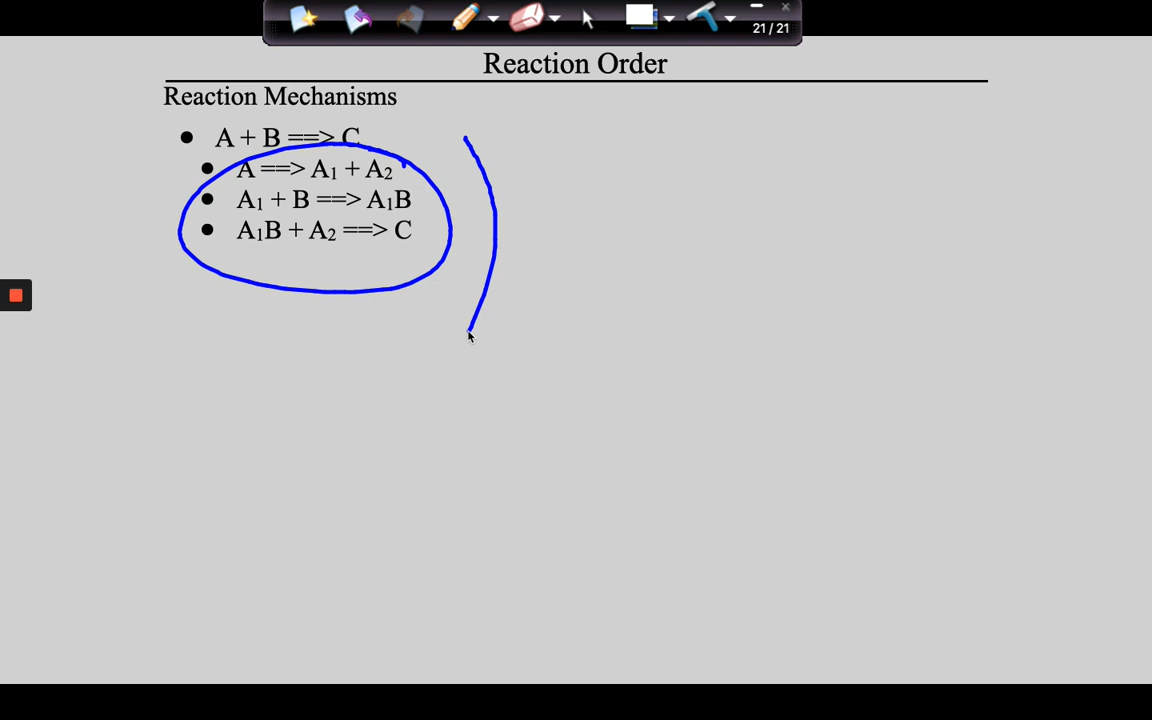 21 / 21
Reaction Order
Reaction Mechanisms
● A + B ==> C
● A ==> A₁ + A₂
● A₁ + B ==> A₁B
● A₁B + A₂ ==> C